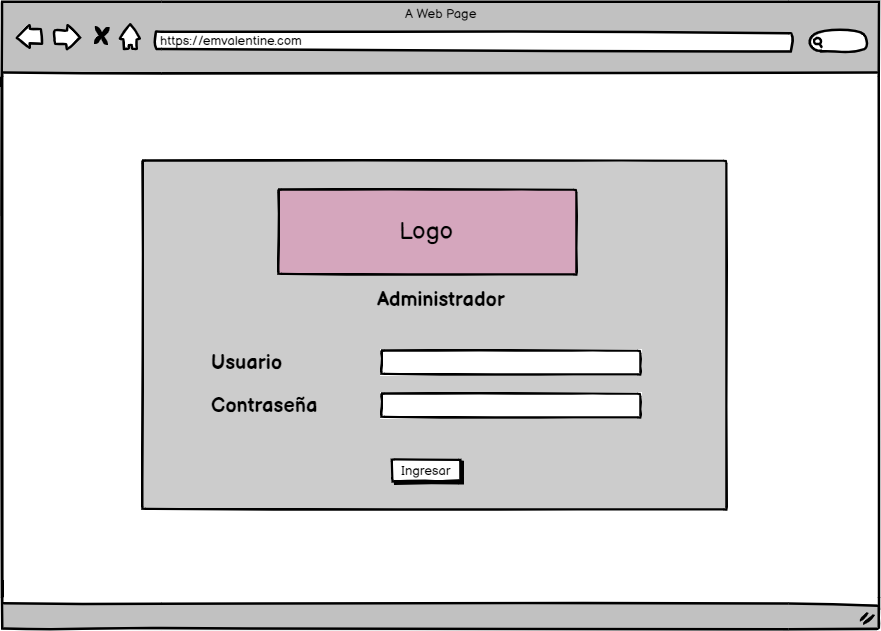 A Web Page
https://emvalentine.com
Logo
Administrador
Usuario
Contraseña
Ingresar